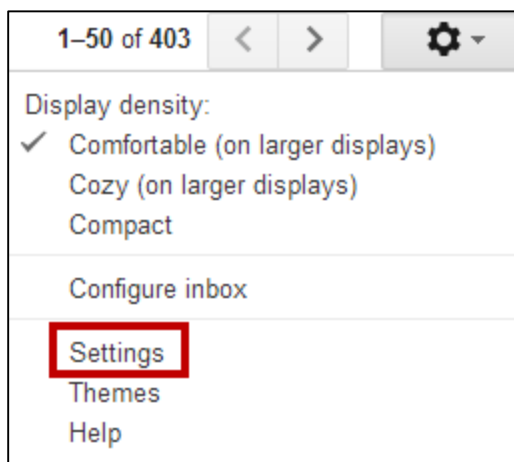 1–50 of 403
Display density:
Comfortable (on larger displays)
Cozy (on larger displays)
Compact
Configure inbox
Settings
Themes
Help